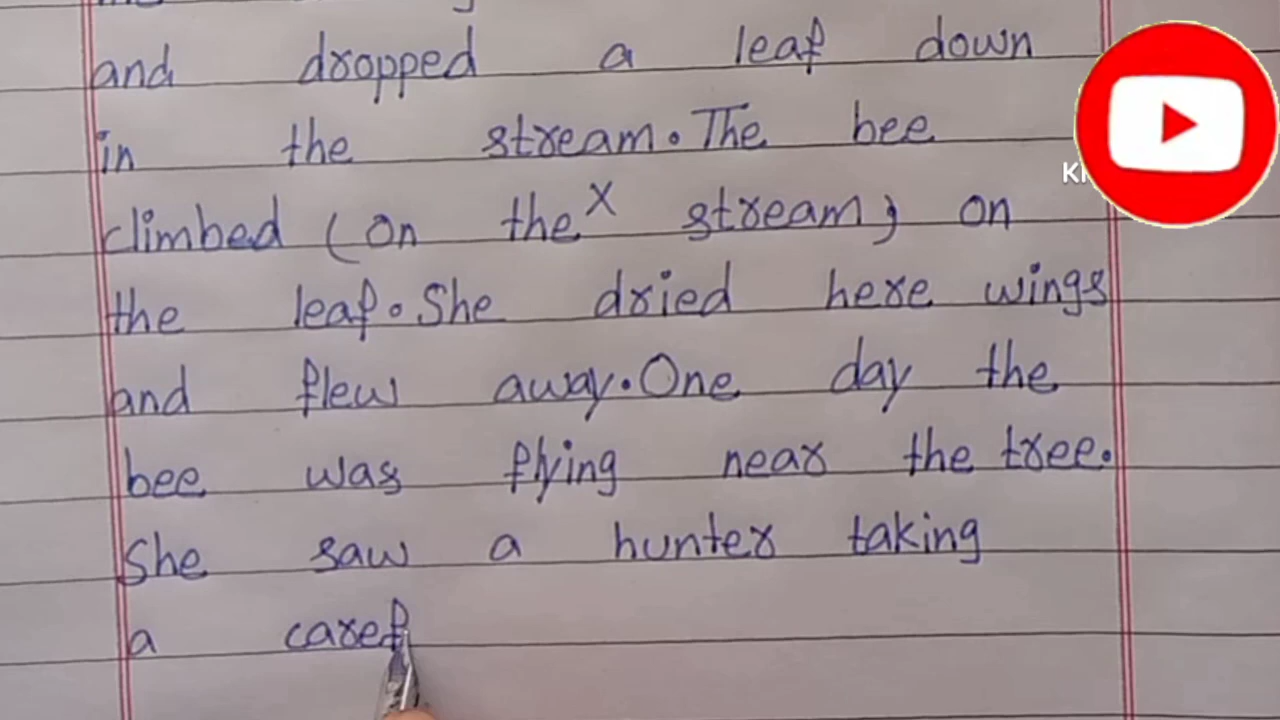 and dropped a leaf down
in the stream. The bee
climbed (on the x stream) on
the leaf. She dried here wings
and flew away. One day the
bee was flying near the tree.
She saw a hunter taking
a caref